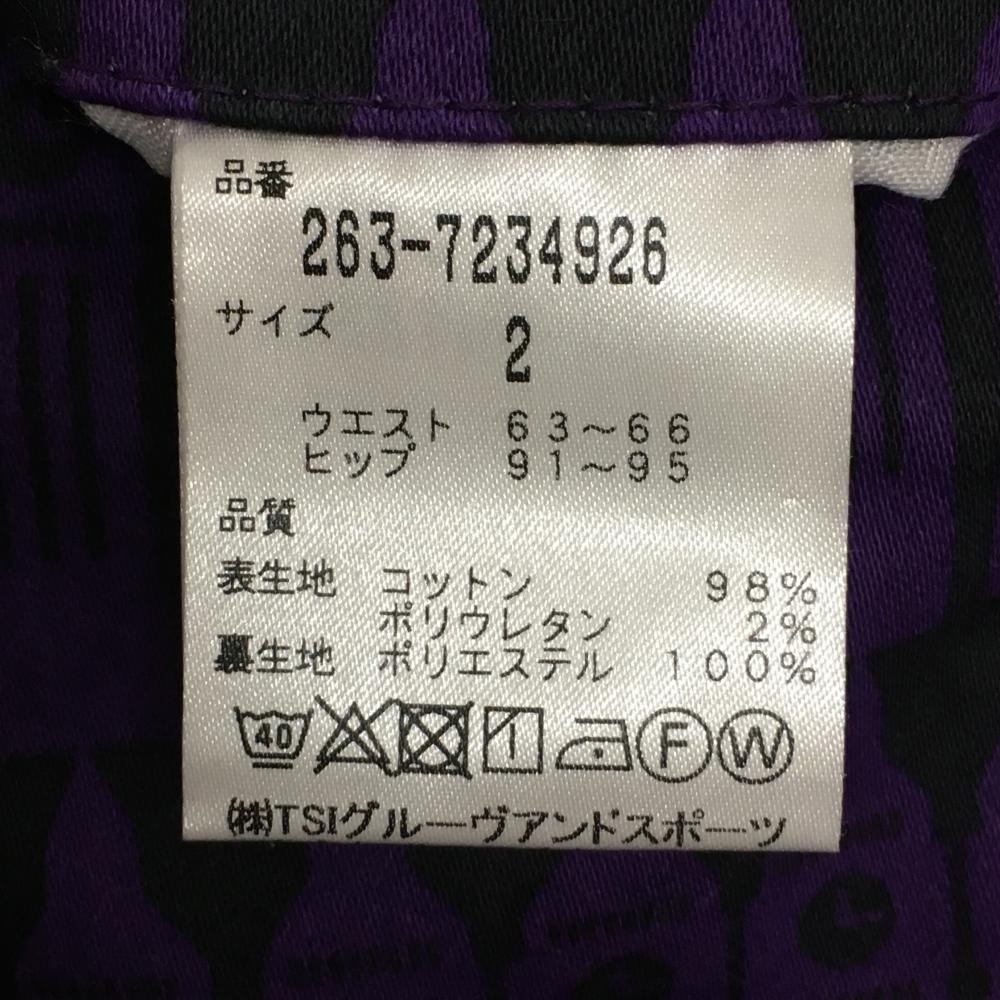 品番
263-7234926
サイズ
2
ウエスト 63～66
ヒップ 91～95
品質
表生地 コットン 98%
ポリウレタン 2%
裏生地 ポリエステル 100%
40 F W
㈱TSIグルーヴアンドスポーツ